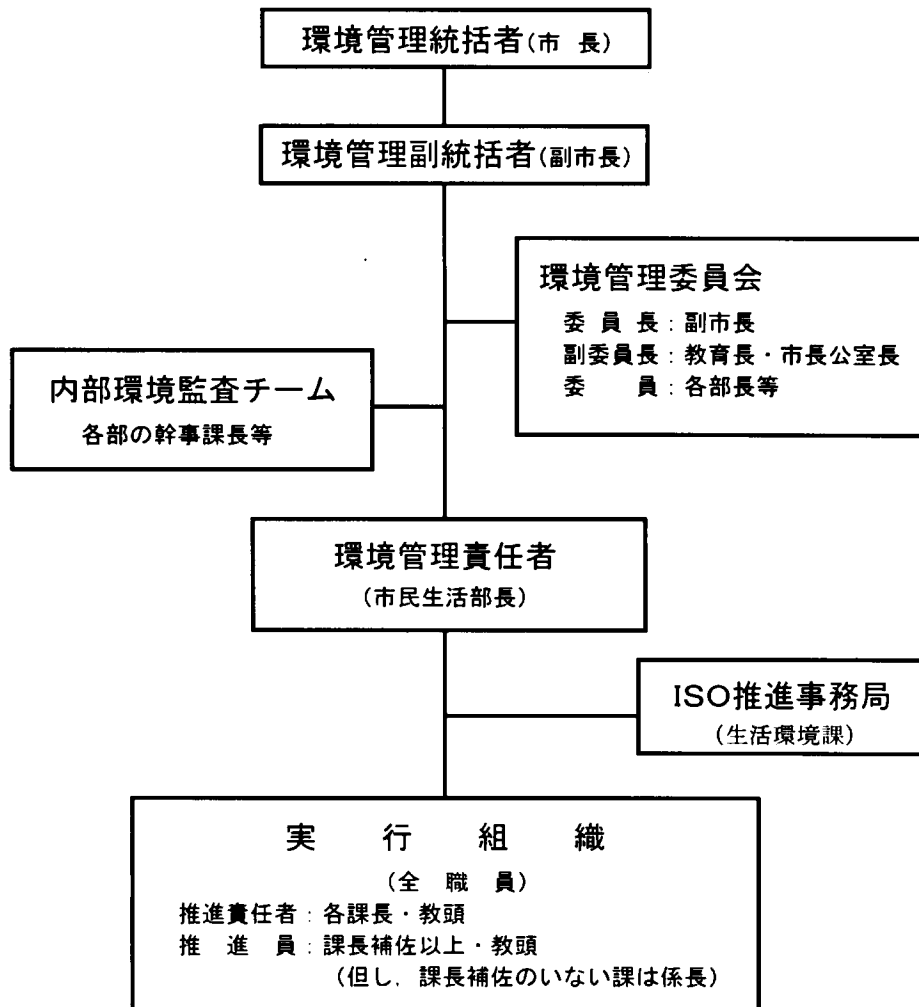 環境管理統括者(市 長)
環境管理副統括者(副市長)
環境管理委員会
委 員 長：副市長
副委員長：教育長・市長公室長
委 員：各部長等
内部環境監査チーム
各部の幹事課長等
環境管理責任者
(市民生活部長)
ISO推進事務局
(生活環境課)
実 行 組 織
(全 職 員)
推進責任者：各課長・教頭
推 進 員：課長補佐以上・教頭
(但し，課長補佐のいない課は係長)